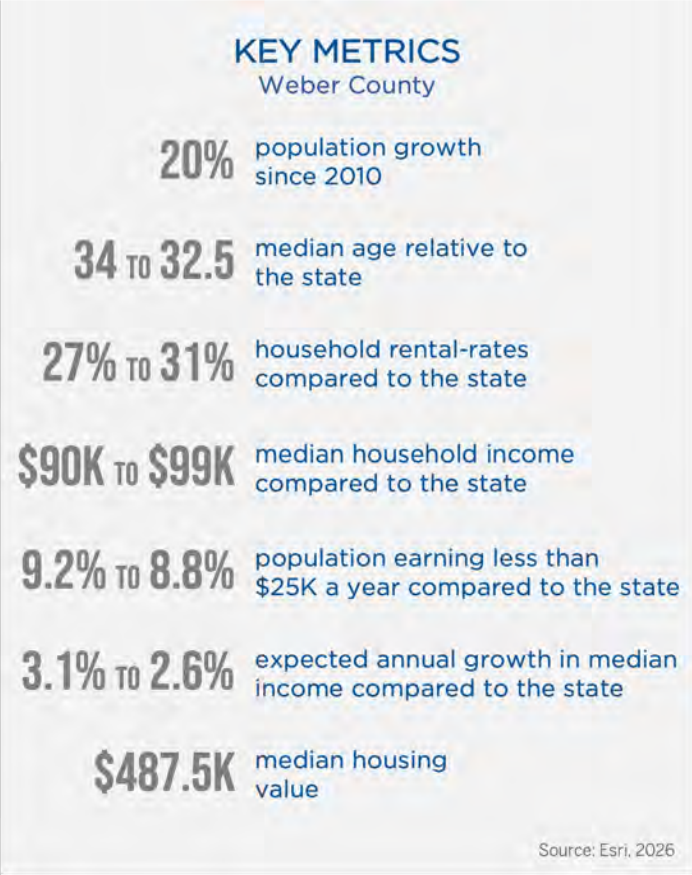 KEY METRICS
Weber County
20% population growth
since 2010
34 TO 32.5 median age relative to
the state
27% TO 31% household rental-rates
compared to the state
$90K TO $99K median household income
compared to the state
9.2% TO 8.8% population earning less than
$25K a year compared to the state
3.1% TO 2.6% expected annual growth in median
income compared to the state
$487.5K median housing
value
Source: Esri, 2026